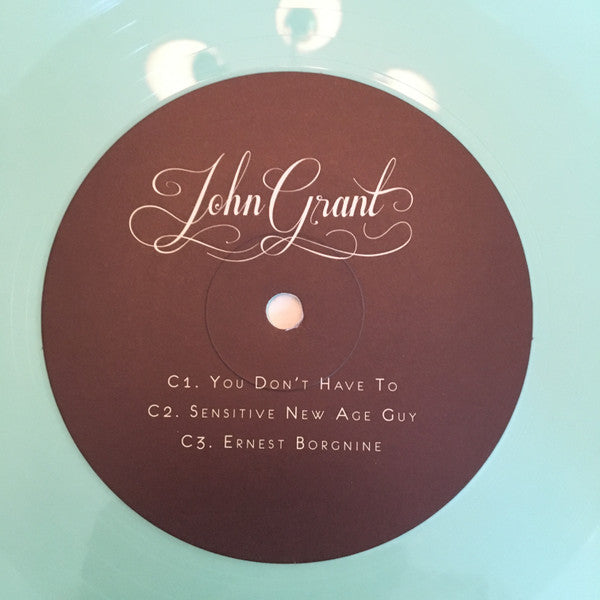 John Grant
C1. You Don't Have To
C2. Sensitive New Age Guy
C3. Ernest Borgnine